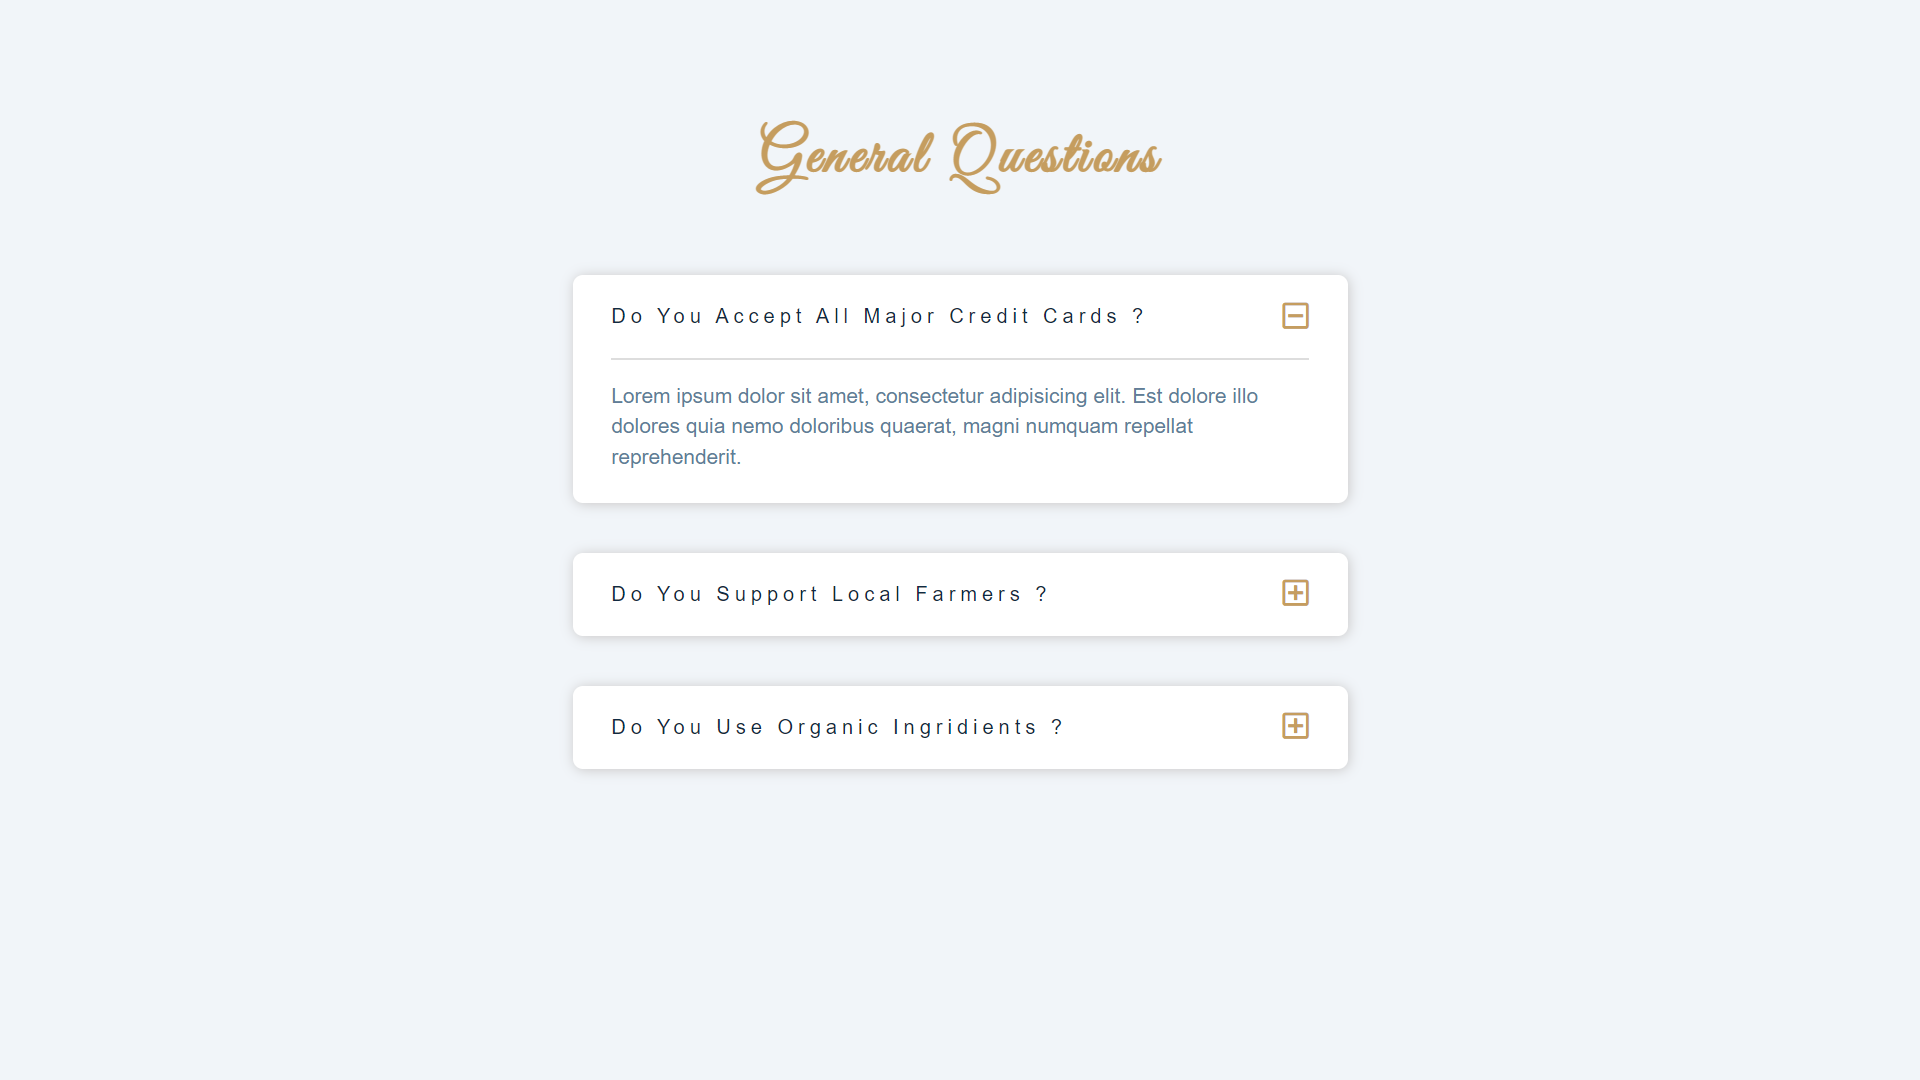 General Questions
Do You Accept All Major Credit Cards ?
Lorem ipsum dolor sit amet, consectetur adipisicing elit. Est dolore illo
dolores quia nemo doloribus quaerat, magni numquam repellat
reprehenderit.
Do You Support Local Farmers ?
Do You Use Organic Ingridients ?